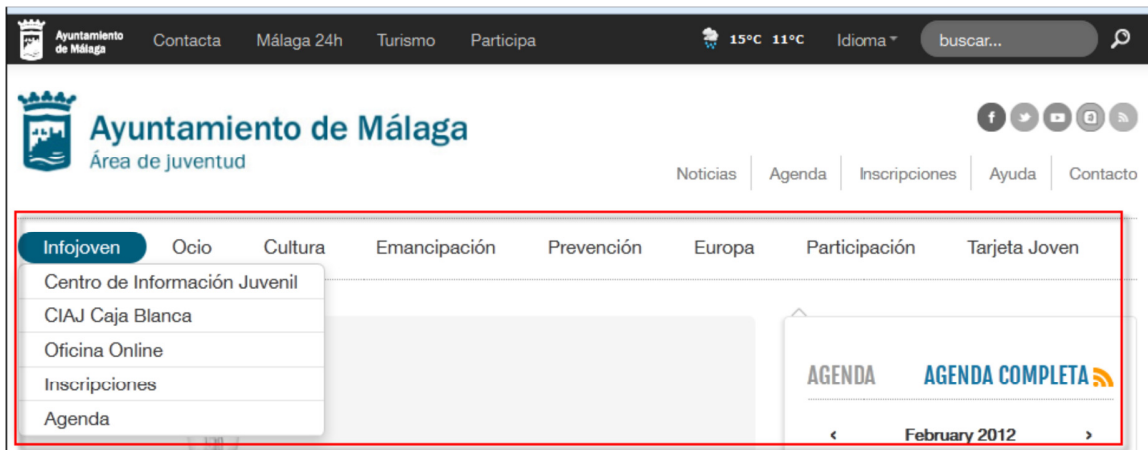 Ayuntamiento
de Málaga
Contacta Málaga 24h Turismo Participa 15ºC 11ºC Idioma buscar...
Ayuntamiento de Málaga
Área de juventud
Noticias Agenda Inscripciones Ayuda Contacto
Infojoven Ocio Cultura Emancipación Prevención Europa Participación Tarjeta Joven
Centro de Información Juvenil
CIAJ Caja Blanca
Oficina Online
Inscripciones
Agenda
AGENDA AGENDA COMPLETA
‹ February 2012 ›